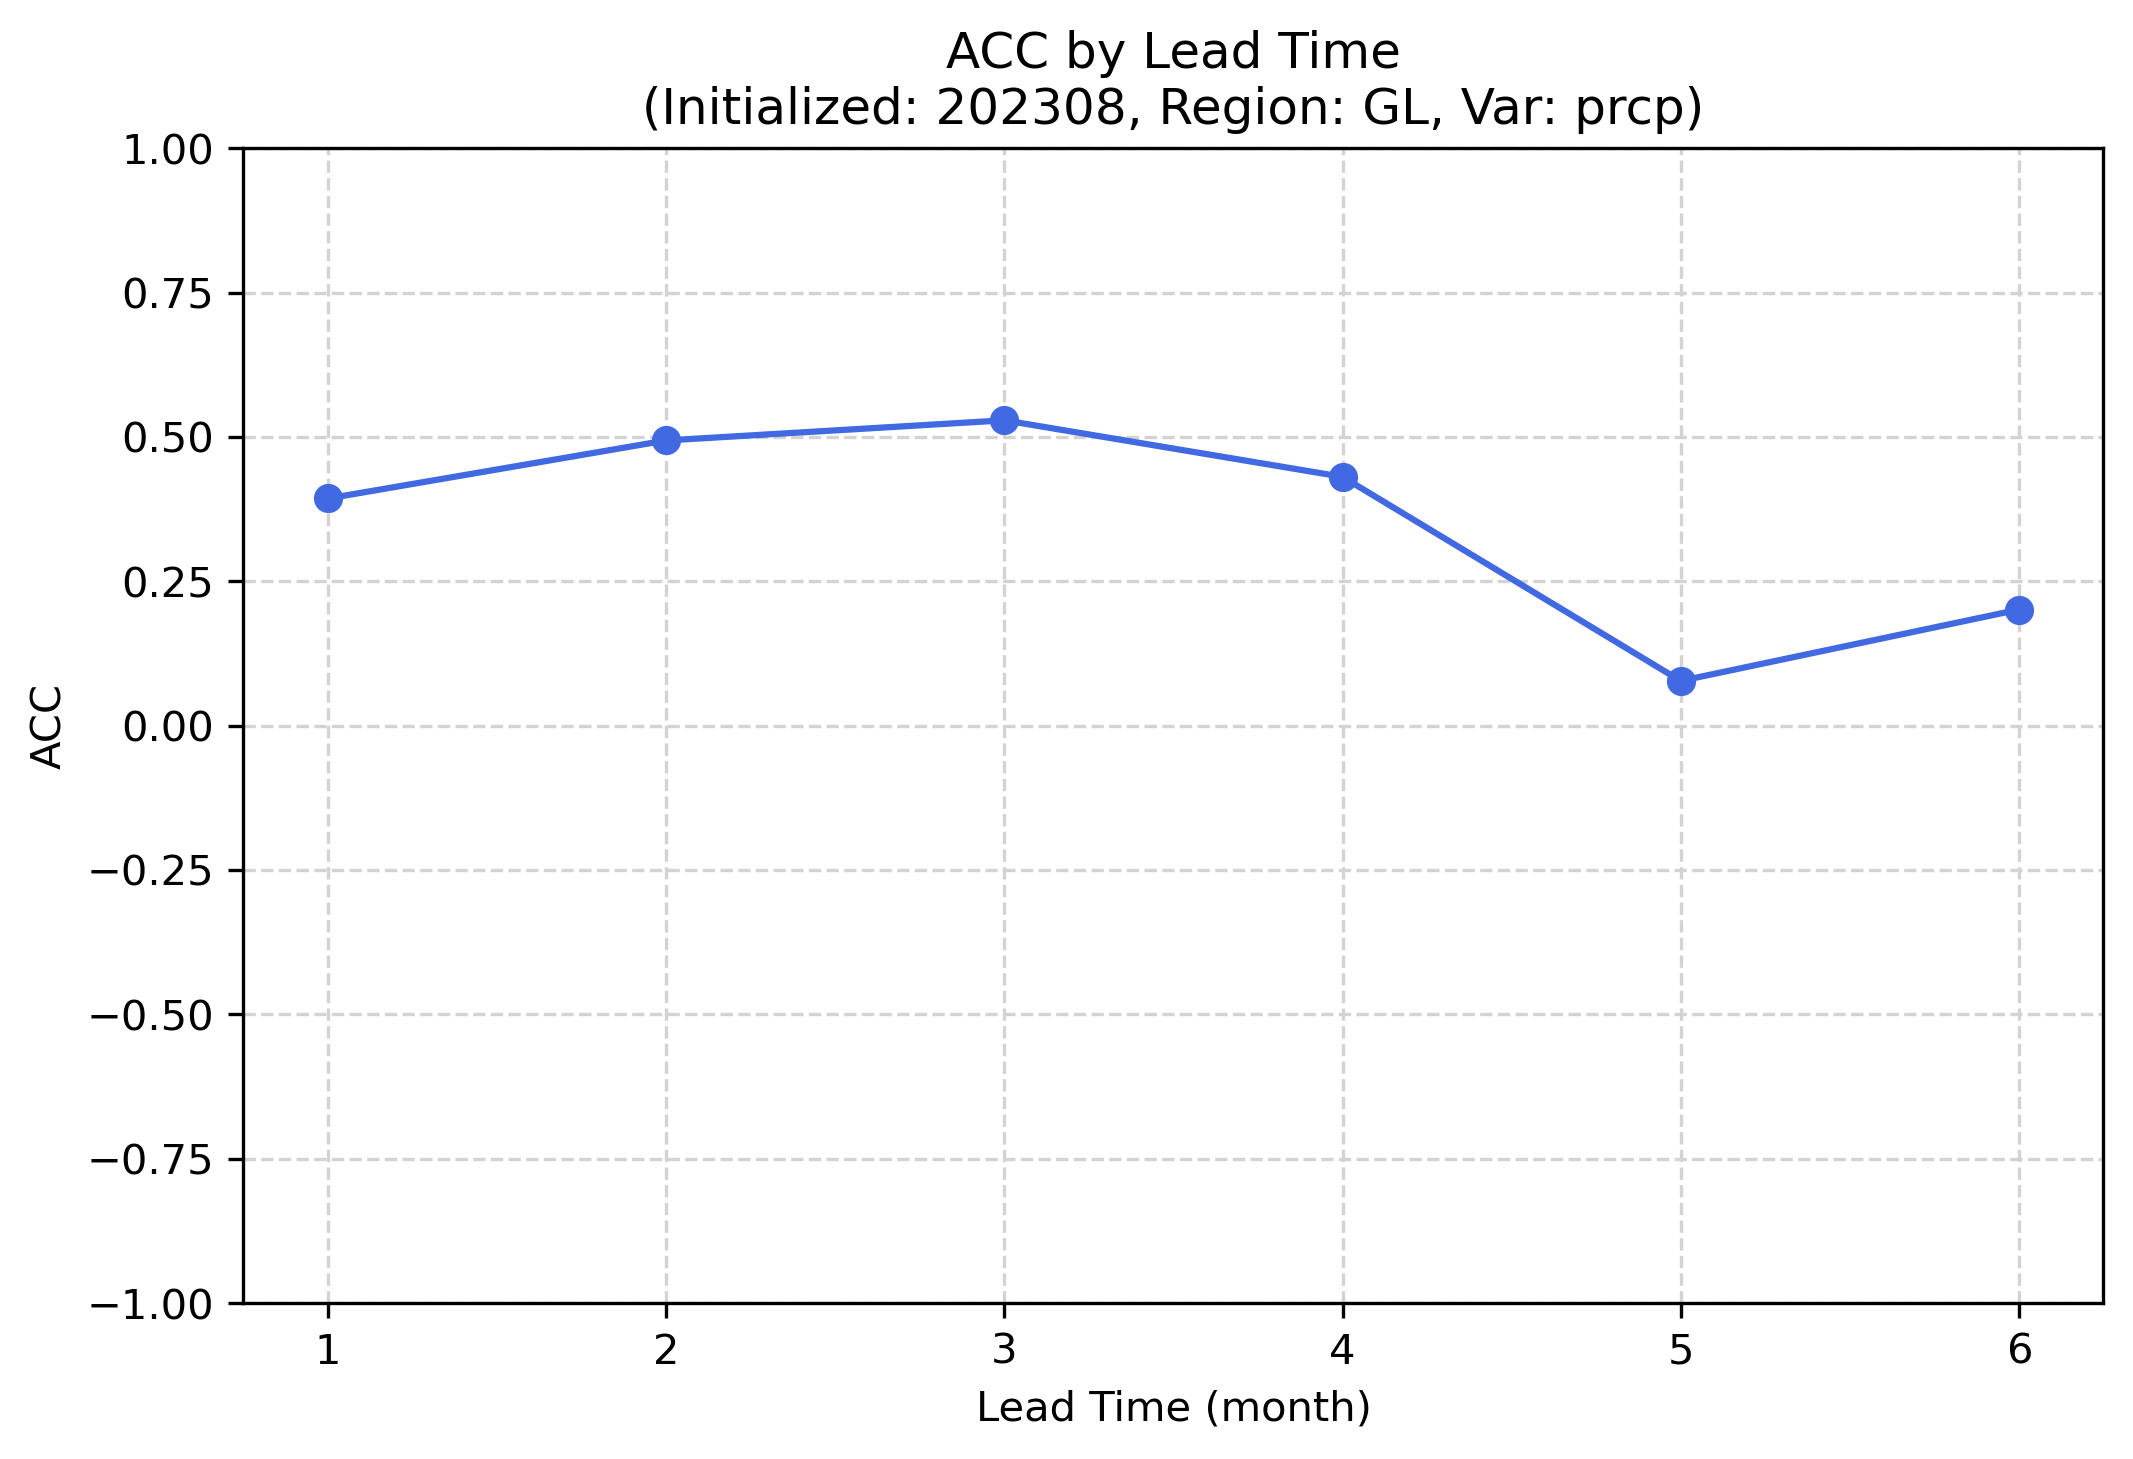 ACC by Lead Time
(Initialized: 202308, Region: GL, Var: prcp)
1.00
0.75
0.50
0.25
0.00
−0.25
−0.50
−0.75
−1.00
ACC
1 2 3 4 5 6
Lead Time (month)